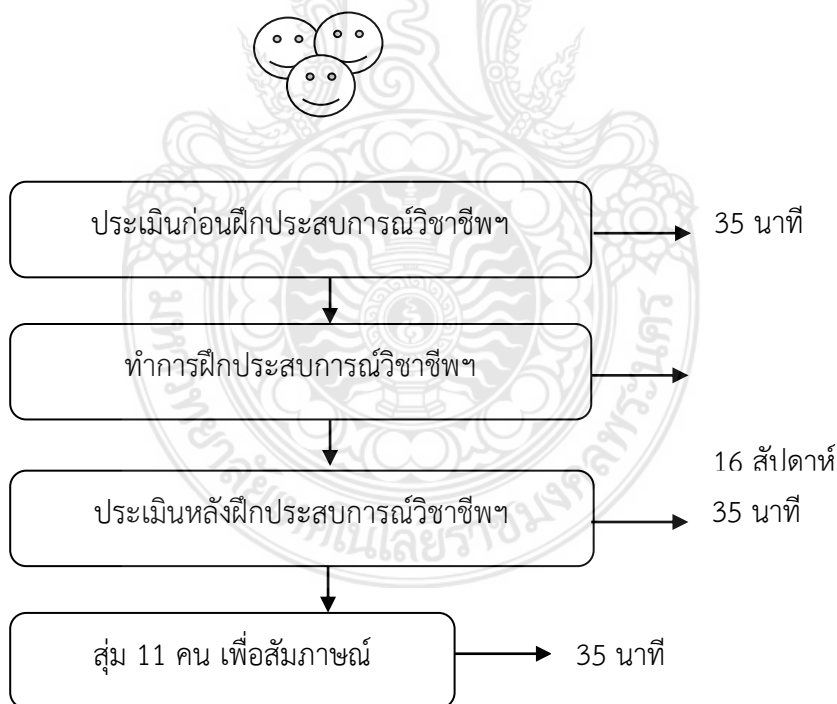 ประเมินก่อนฝึกประสบการณ์วิชาชีพฯ
35 นาที
ทำการฝึกประสบการณ์วิชาชีพฯ
16 สัปดาห์
ประเมินหลังฝึกประสบการณ์วิชาชีพฯ
35 นาที
สุ่ม 11 คน เพื่อสัมภาษณ์
35 นาที